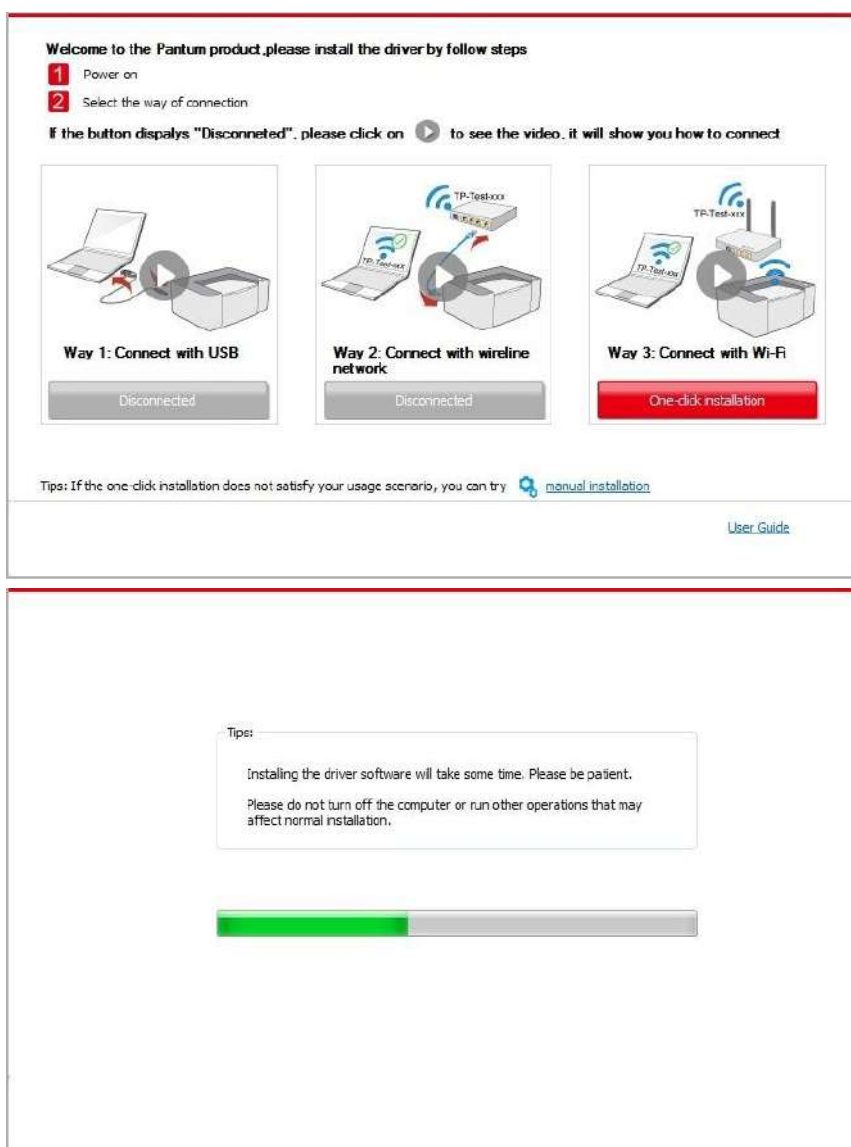 Welcome to the Pantum product,please install the driver by follow steps
1 Power on
2 Select the way of connection
If the button dispalys "Disconneted", please click on to see the video, it will show you how to connect
TP-Test-xxx
TP-Test-xxx
TP-Test-xxx
TP-Test-xxx
Way 1: Connect with USB
Way 2: Connect with wireline
network
Way 3: Connect with Wi-Fi
Disconnected
Disconnected
One-click installation
Tips: If the one-click installation does not satisfy your usage scenario, you can try manual installation
User Guide
Tips:
Installing the driver software will take some time. Please be patient.
Please do not turn off the computer or run other operations that may
affect normal installation.